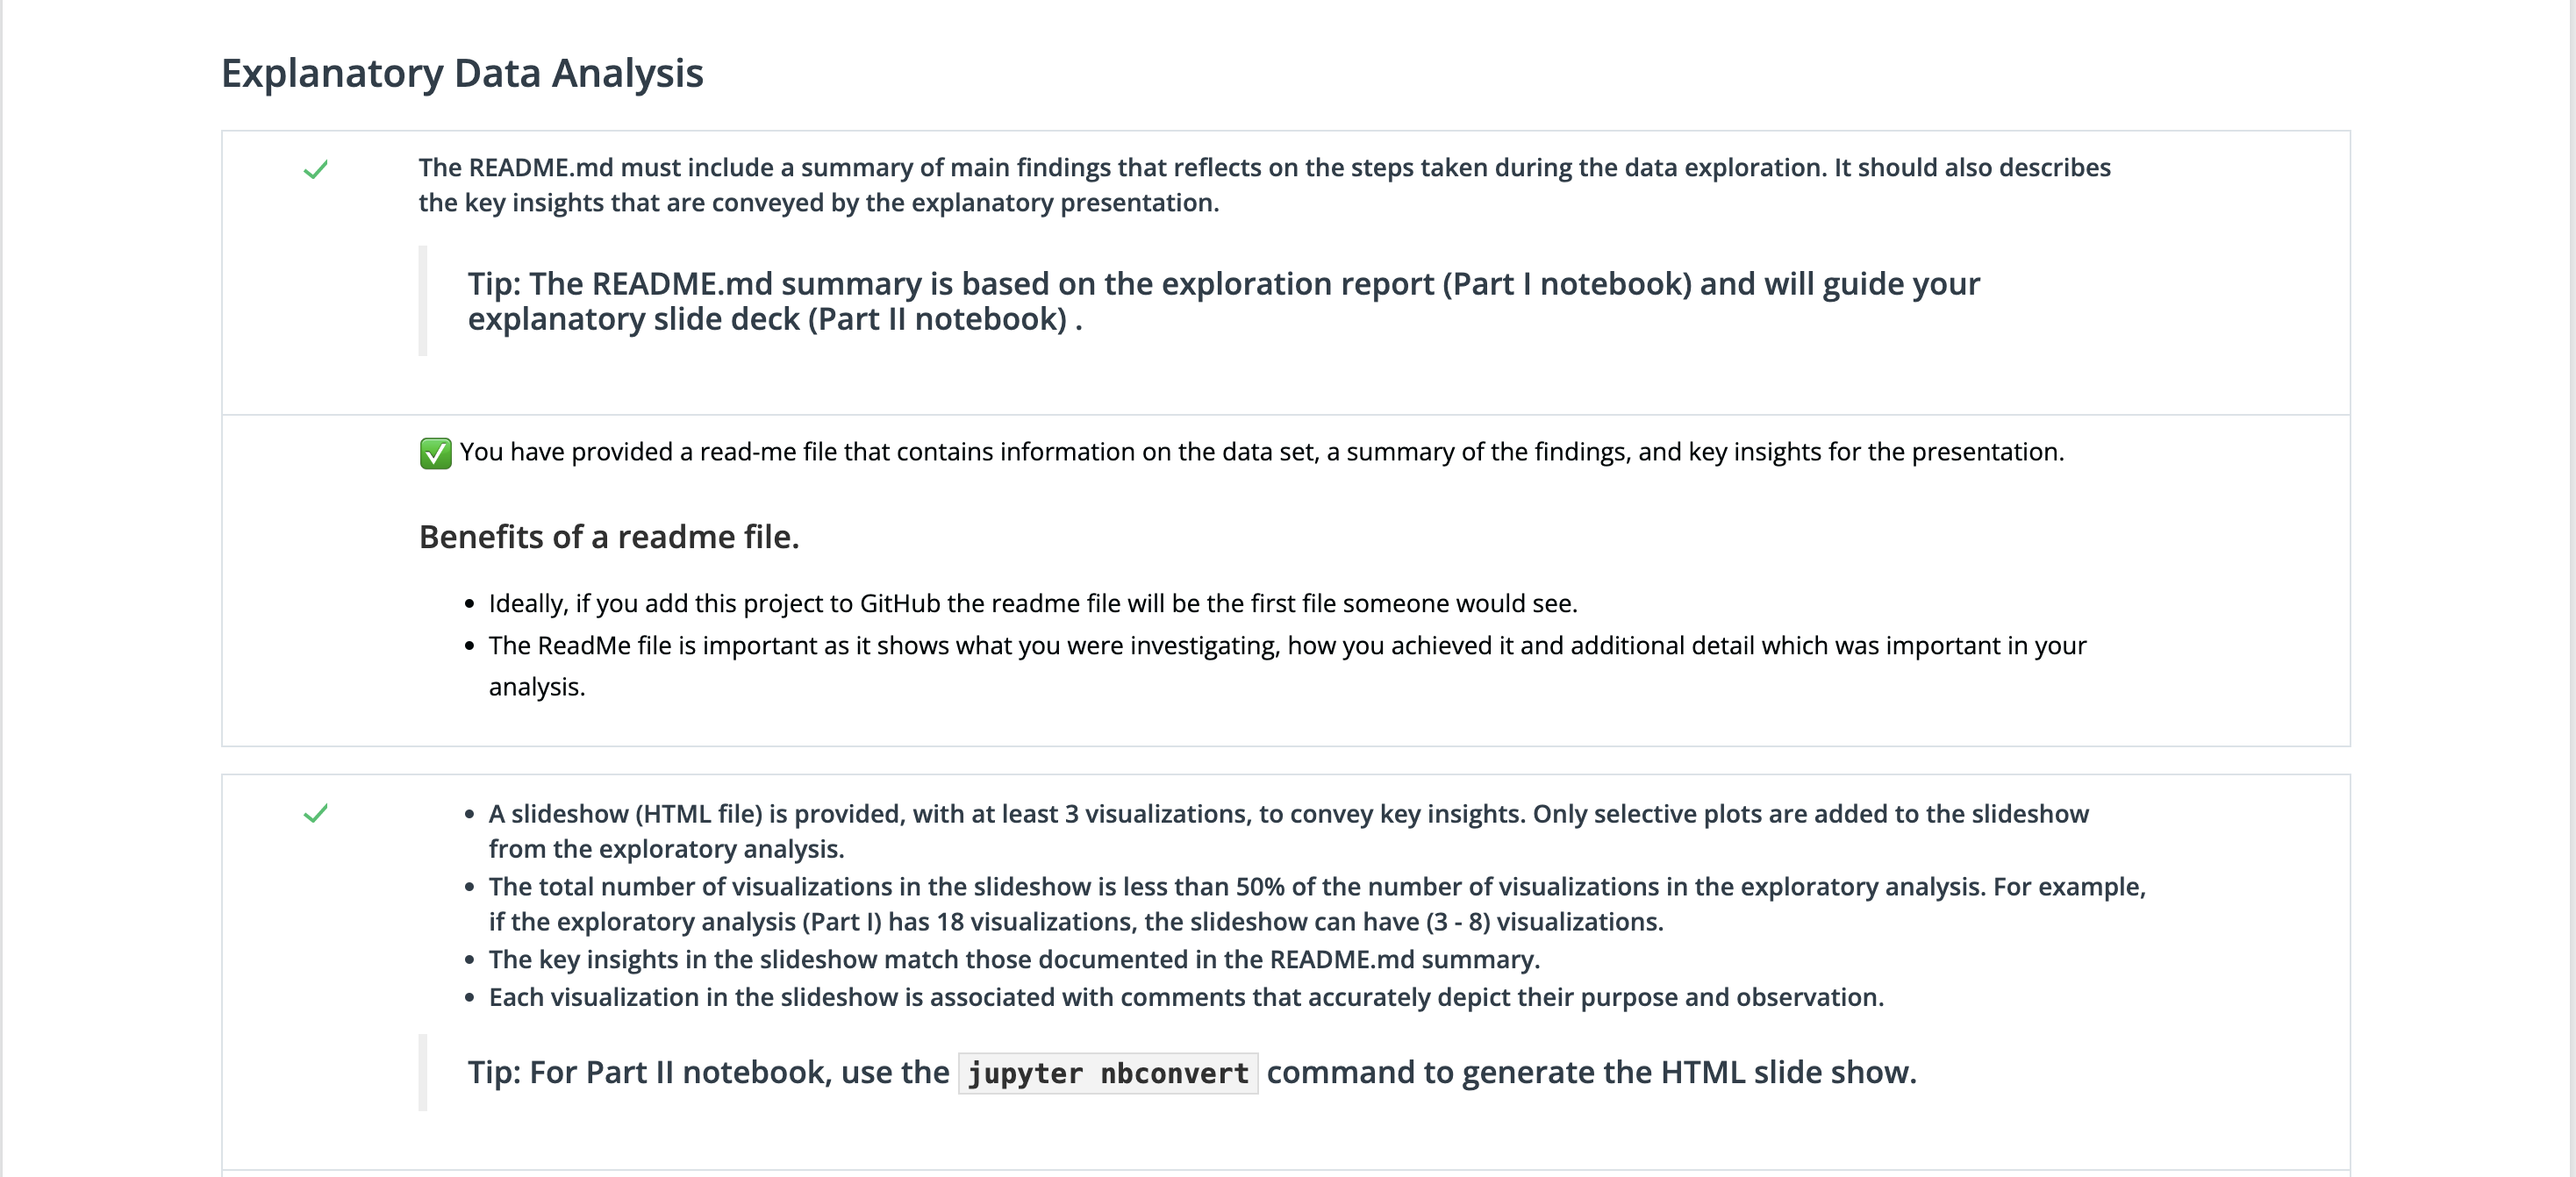 Explanatory Data Analysis
The README.md must include a summary of main findings that reflects on the steps taken during the data exploration. It should also describes
the key insights that are conveyed by the explanatory presentation.
Tip: The README.md summary is based on the exploration report (Part I notebook) and will guide your
explanatory slide deck (Part II notebook) .
✅ You have provided a read-me file that contains information on the data set, a summary of the findings, and key insights for the presentation.
Benefits of a readme file.
• Ideally, if you add this project to GitHub the readme file will be the first file someone would see.
• The ReadMe file is important as it shows what you were investigating, how you achieved it and additional detail which was important in your
analysis.
• A slideshow (HTML file) is provided, with at least 3 visualizations, to convey key insights. Only selective plots are added to the slideshow
from the exploratory analysis.
• The total number of visualizations in the slideshow is less than 50% of the number of visualizations in the exploratory analysis. For example,
if the exploratory analysis (Part I) has 18 visualizations, the slideshow can have (3 - 8) visualizations.
• The key insights in the slideshow match those documented in the README.md summary.
• Each visualization in the slideshow is associated with comments that accurately depict their purpose and observation.
Tip: For Part II notebook, use the jupyter nbconvert command to generate the HTML slide show.